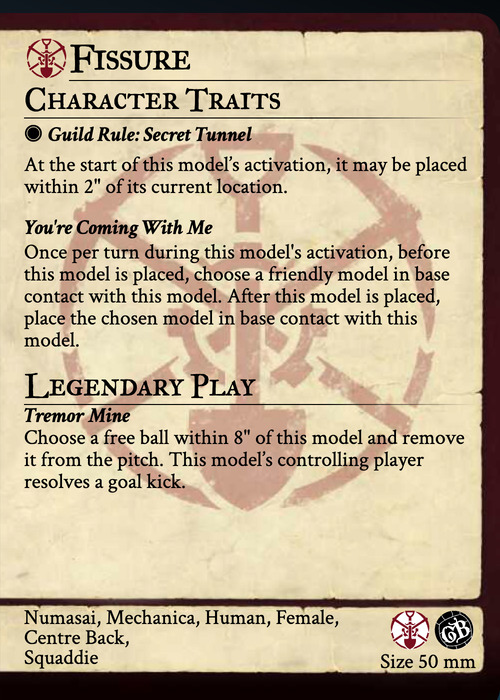 Fissure
Character Traits
Guild Rule: Secret Tunnel
At the start of this model’s activation, it may be placed
within 2" of its current location.
You're Coming With Me
Once per turn during this model's activation, before
this model is placed, choose a friendly model in base
contact with this model. After this model is placed,
place the chosen model in base contact with this
model.
Legendary Play
Tremor Mine
Choose a free ball within 8" of this model and remove
it from the pitch. This model’s controlling player
resolves a goal kick.
Numasai, Mechanica, Human, Female,
Centre Back,
Squaddie
GB
Size 50 mm